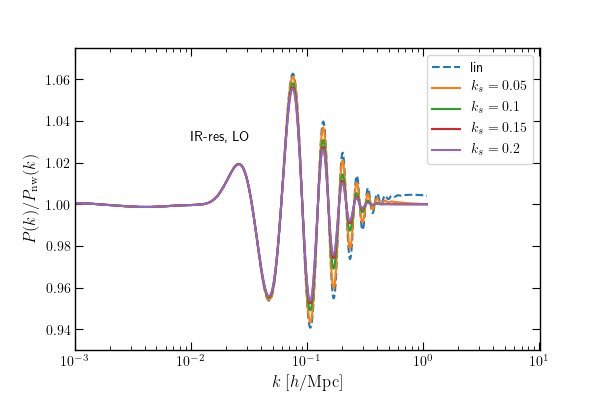 1.06
1.04
1.02
1.00
0.98
0.96
0.94
P(k)/P_nw(k)
IR-res, LO
lin
k_s = 0.05
k_s = 0.1
k_s = 0.15
k_s = 0.2
10^−3
10^−2
10^−1
10^0
10^1
k [h/Mpc]